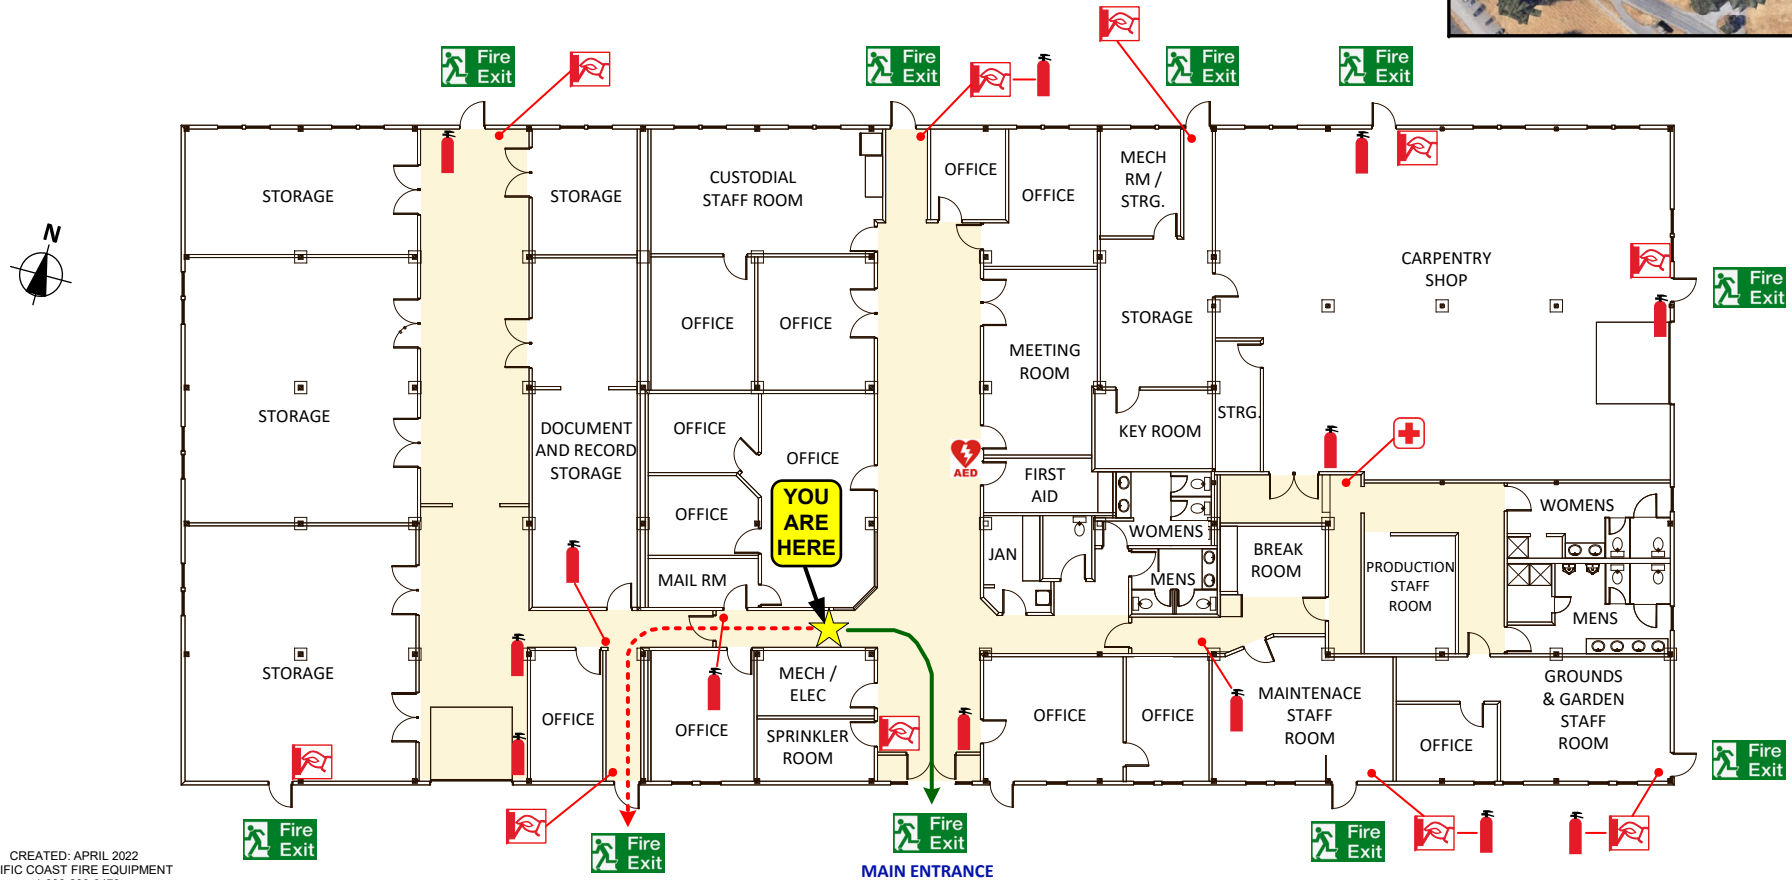 Fire
Exit
Fire
Exit
Fire
Exit
Fire
Exit
STORAGE
STORAGE
CUSTODIAL
STAFF ROOM
OFFICE
OFFICE
MECH
RM /
STRG.
N
CARPENTRY
SHOP
Fire
Exit
OFFICE
OFFICE
STORAGE
MEETING
ROOM
STORAGE
DOCUMENT
AND RECORD
STORAGE
OFFICE
OFFICE
KEY ROOM
STRG.
AED
FIRST
AID
YOU
ARE
HERE
OFFICE
WOMENS
WOMENS
JAN
BREAK
ROOM
MAIL RM
MENS
PRODUCTION
STAFF
ROOM
MENS
STORAGE
MECH /
ELEC
OFFICE
OFFICE
SPRINKLER
ROOM
OFFICE
OFFICE
MAINTENACE
STAFF
ROOM
GROUNDS
& GARDEN
STAFF
ROOM
OFFICE
Fire
Exit
Fire
Exit
Fire
Exit
Fire
Exit
Fire
Exit
MAIN ENTRANCE
CREATED: APRIL 2022
IFIC COAST FIRE EQUIPMENT